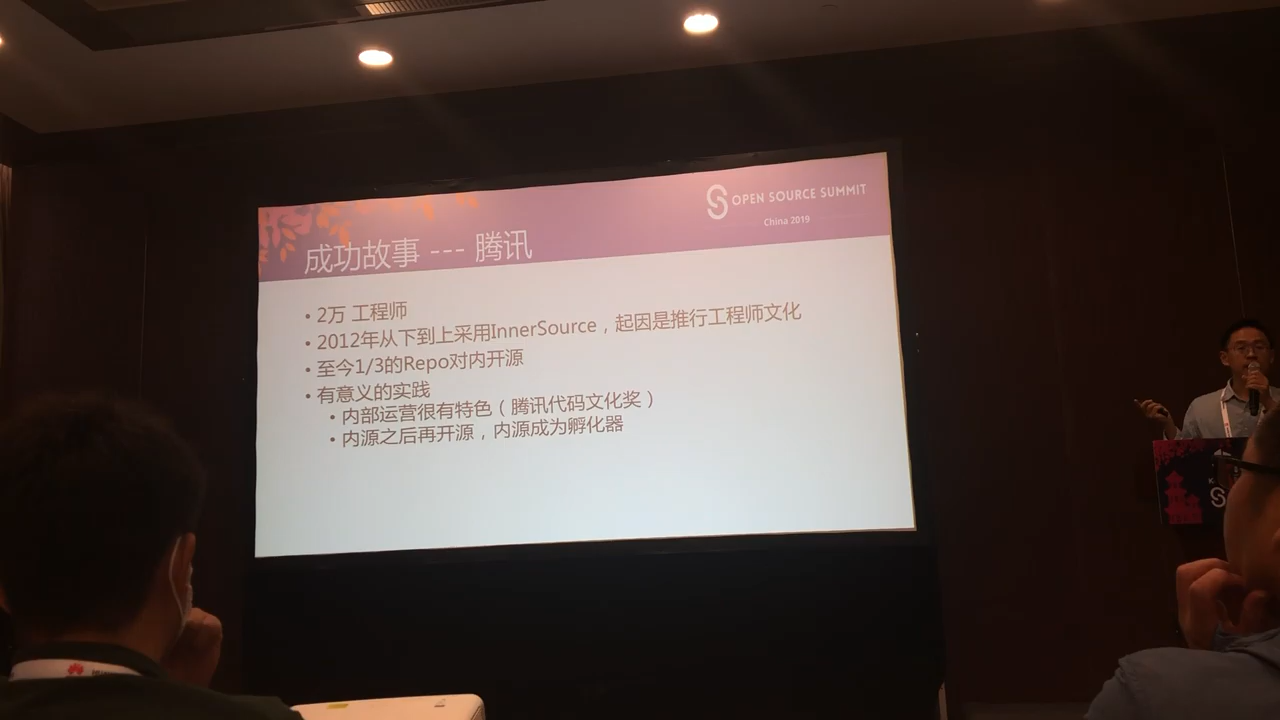 OPEN SOURCE SUMMIT
China 2019
成功故事 --- 腾讯
• 2万 工程师
• 2012年从下到上采用InnerSource，起因是推行工程师文化
• 至今1/3的Repo对内开源
• 有意义的实践
• 内部运营很有特色（腾讯代码文化奖）
• 内源之后再开源，内源成为孵化器